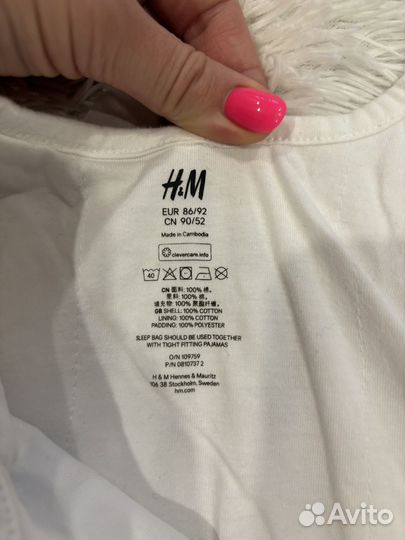 H&M
EUR 86/92
CN 90/52
Made in Cambodia
clevercare.info
40
CN 面料: 100% 棉。
里料: 100% 棉。
填充物: 100% 聚酯纤维。
GB SHELL: 100% COTTON
LINING: 100% COTTON
PADDING: 100% POLYESTER
SLEEP BAG SHOULD BE USED TOGETHER
WITH TIGHT FITTING PAJAMAS
O/N 109759
P/N 0810737 2
H & M Hennes & Mauritz
106 38 Stockholm, Sweden
hm.com
Avito